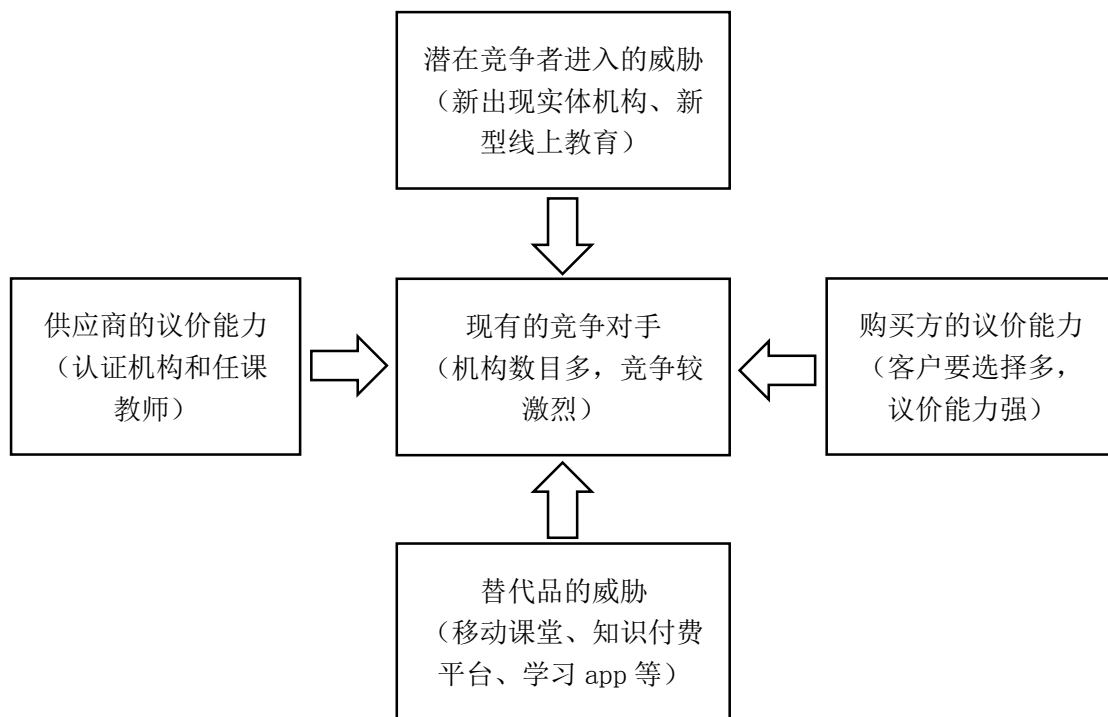 潜在竞争者进入的威胁
（新出现实体机构、新
型线上教育）
供应商的议价能力
（认证机构和任课
教师）
现有的竞争对手
（机构数目多，竞争较
激烈）
购买方的议价能力
（客户要选择多，
议价能力强）
替代品的威胁
（移动课堂、知识付费
平台、学习 app 等）